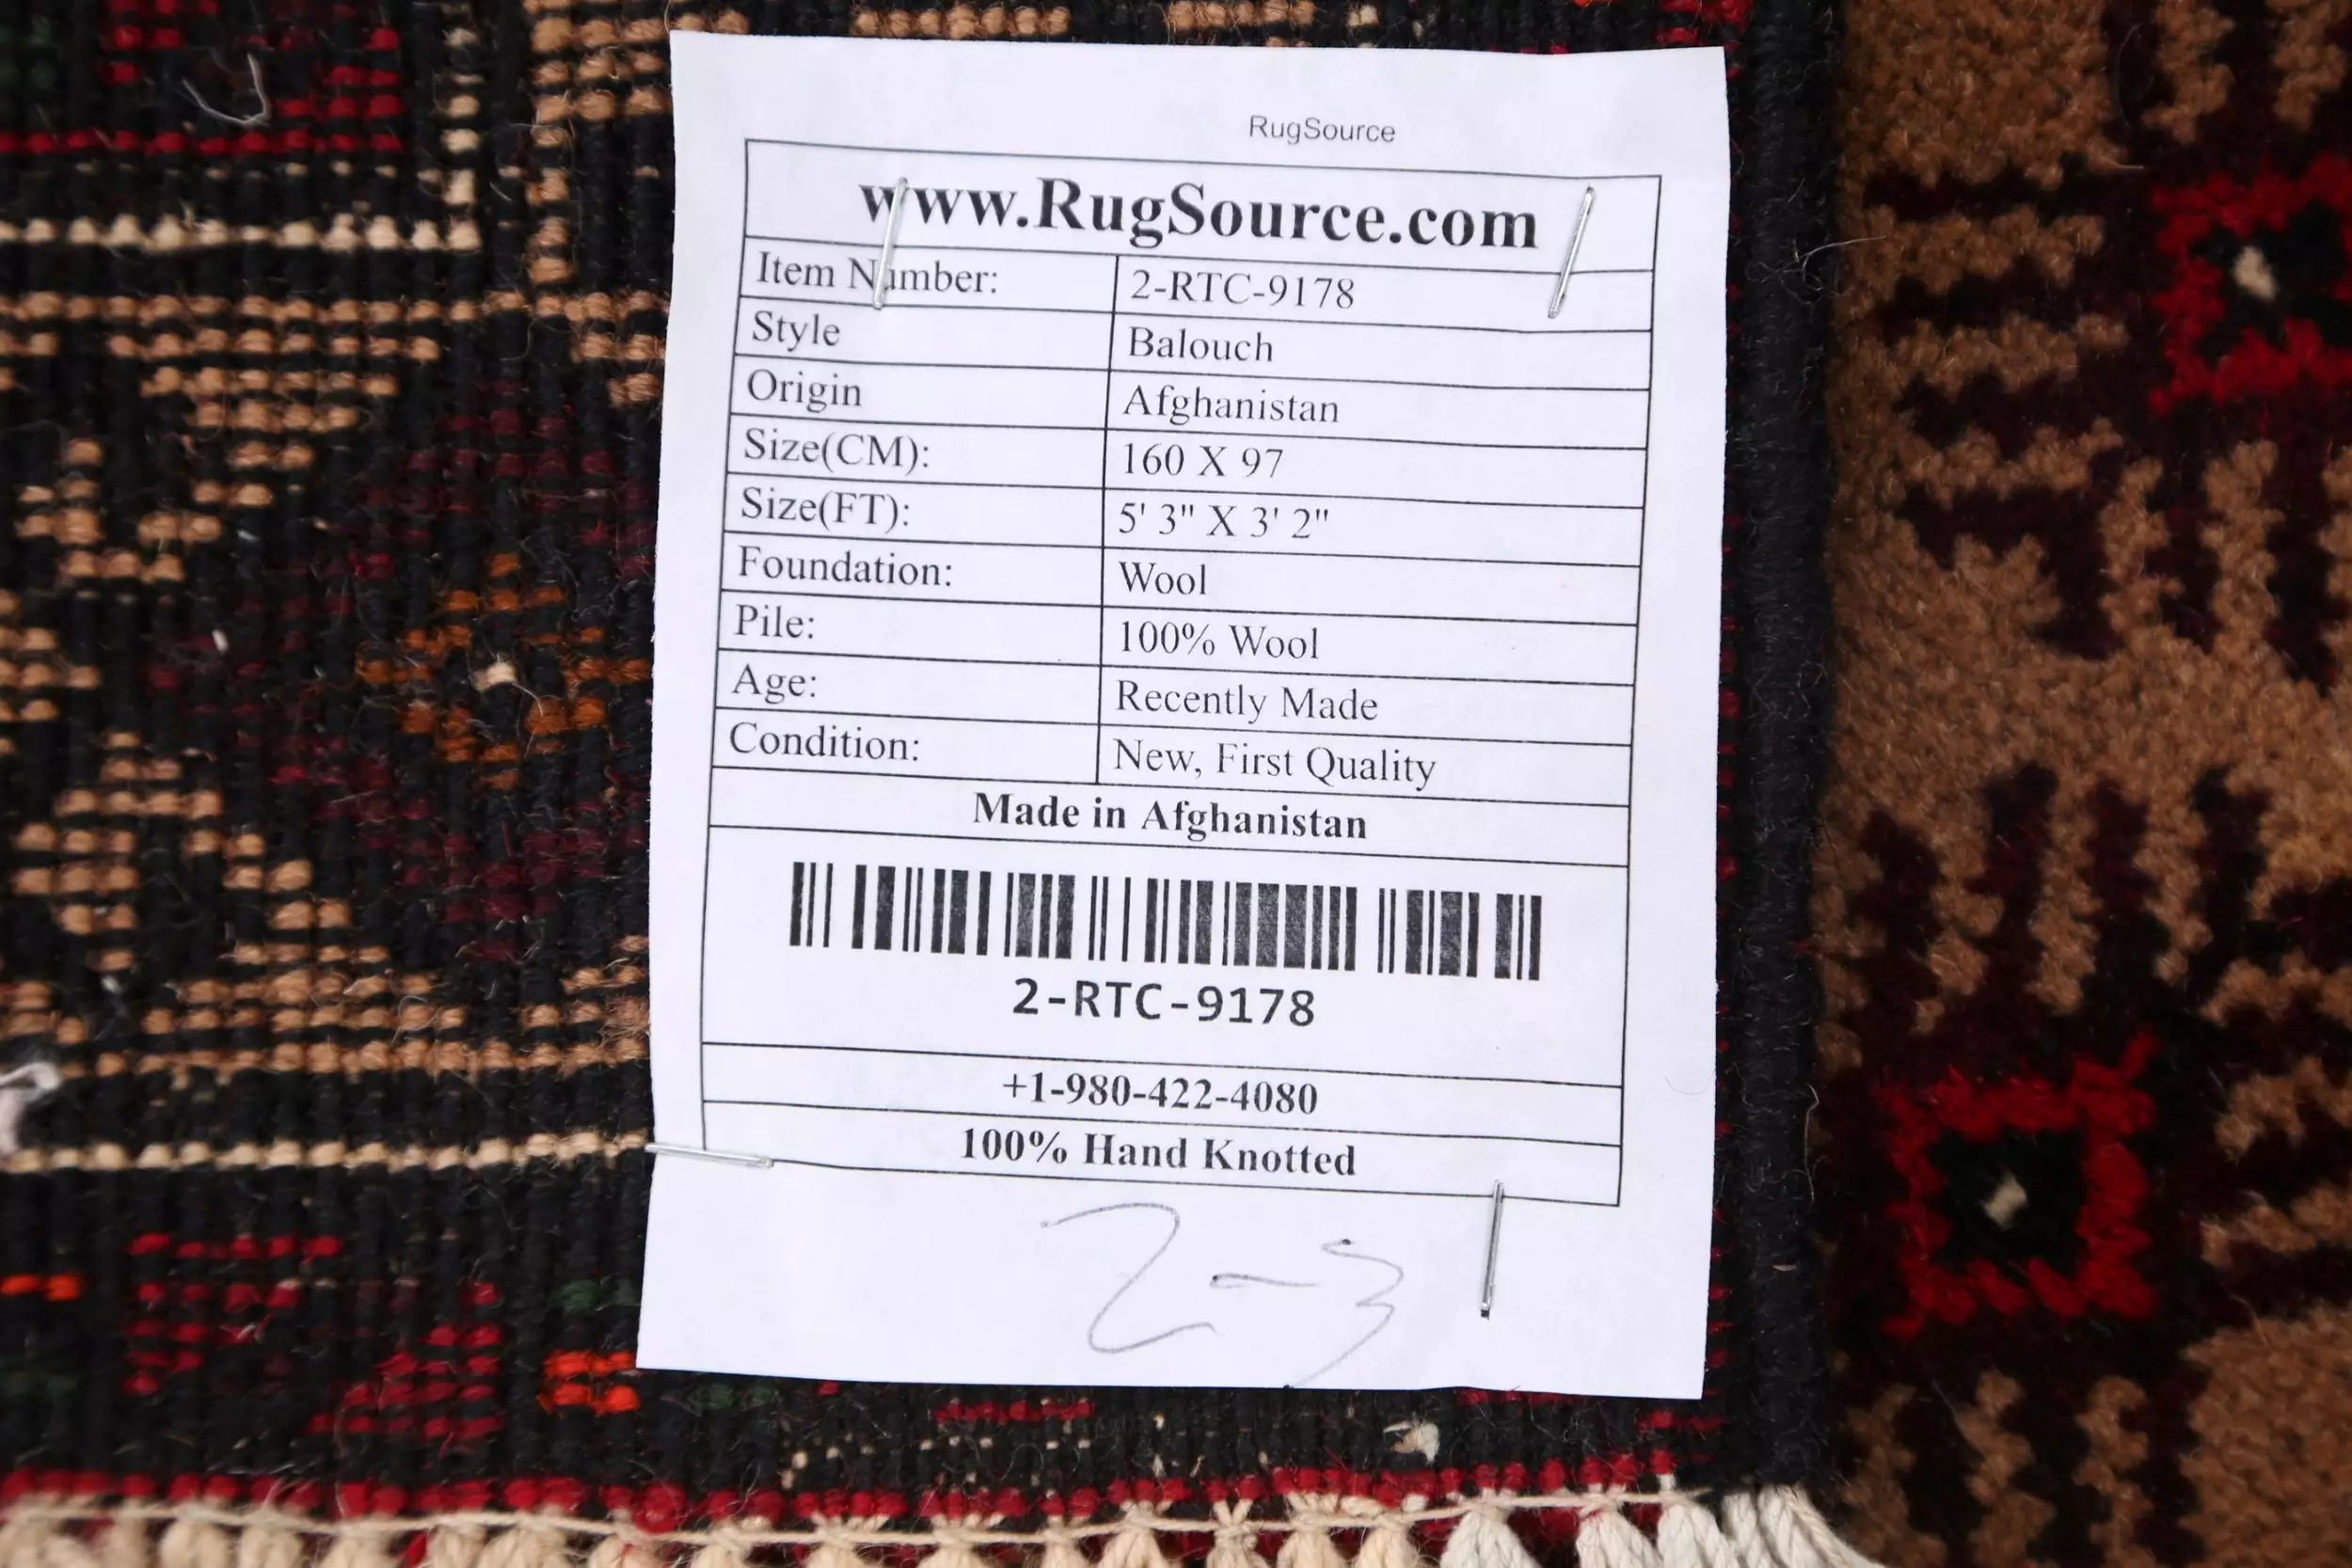 RugSource
www.RugSource.com
Item Number: 2-RTC-9178
Style Balouch
Origin Afghanistan
Size(CM): 160 X 97
Size(FT): 5' 3" X 3' 2"
Foundation: Wool
Pile: 100% Wool
Age: Recently Made
Condition: New, First Quality
Made in Afghanistan
2-RTC-9178
+1-980-422-4080
100% Hand Knotted
2-3